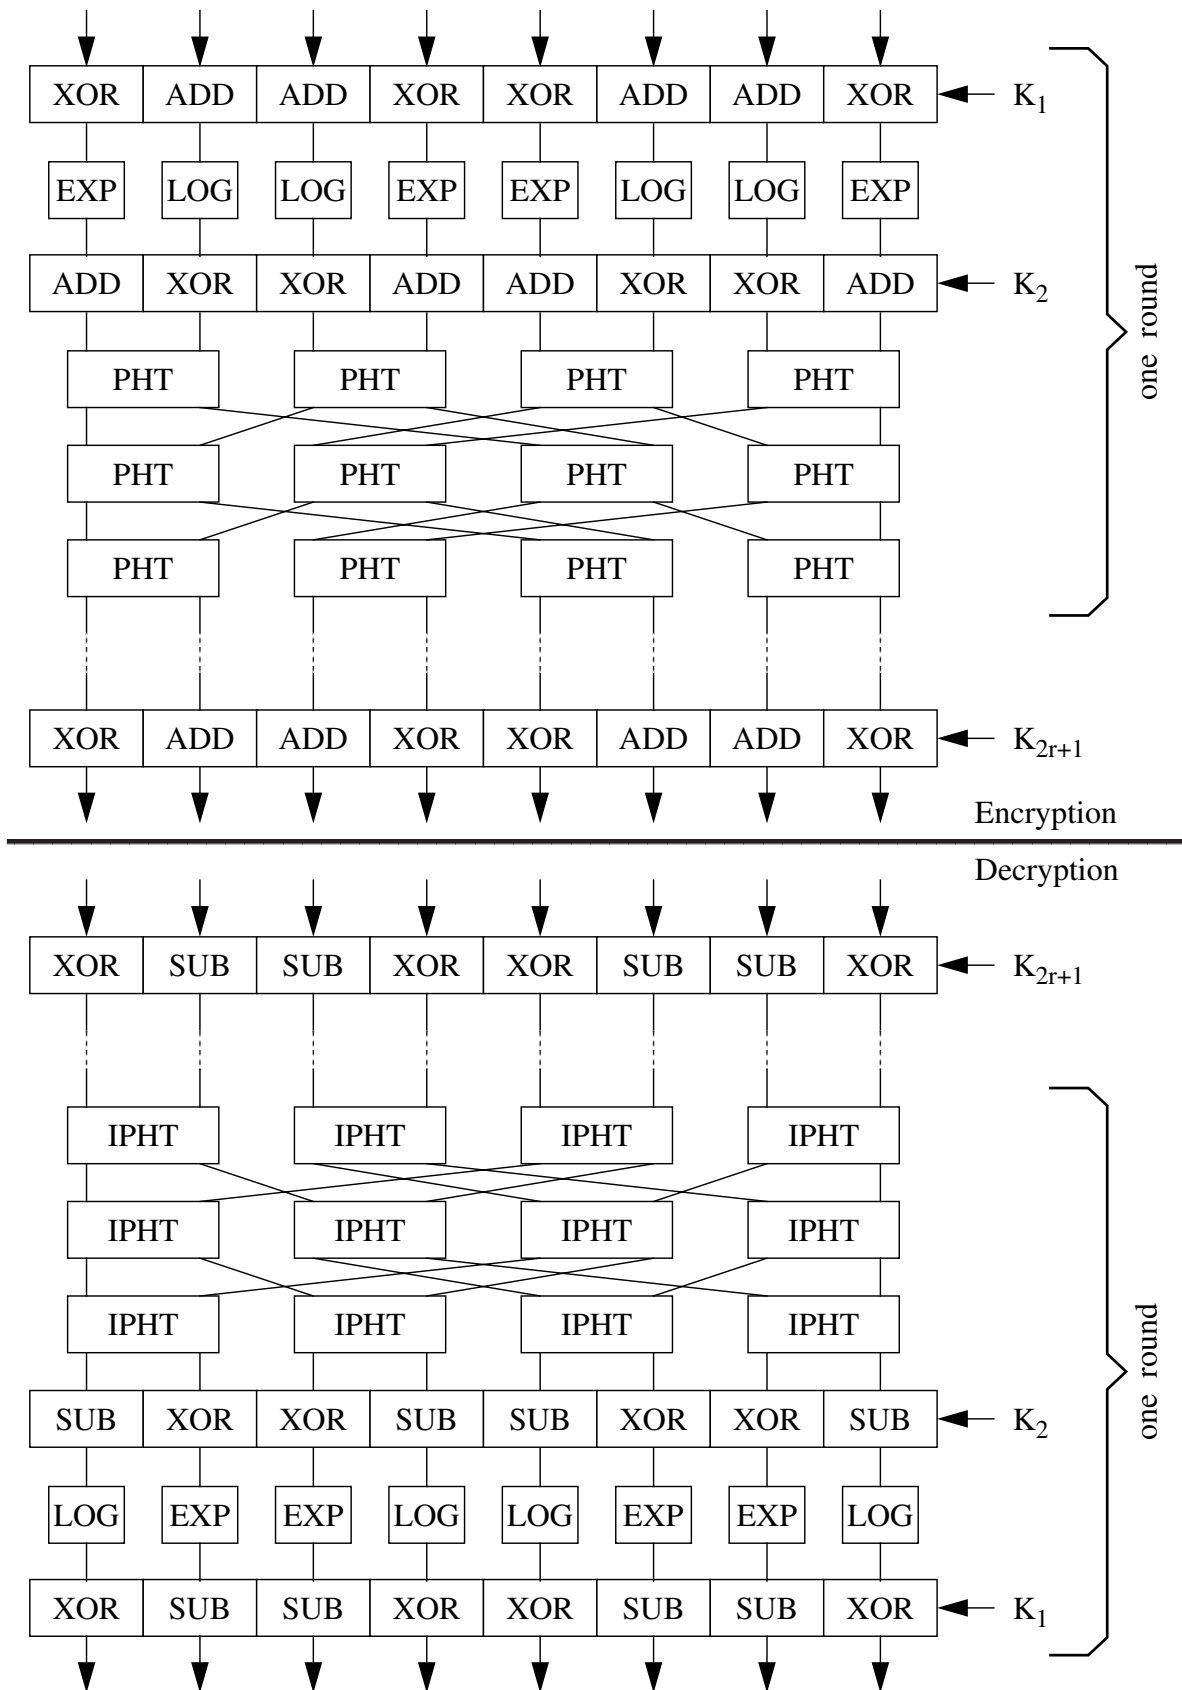 XOR ADD ADD XOR XOR ADD ADD XOR K1
EXP LOG LOG EXP EXP LOG LOG EXP
ADD XOR XOR ADD ADD XOR XOR ADD K2
one round
PHT PHT PHT PHT
PHT PHT PHT PHT
PHT PHT PHT PHT
XOR ADD ADD XOR XOR ADD ADD XOR K2r+1
Encryption
Decryption
XOR SUB SUB XOR XOR SUB SUB XOR K2r+1
IPHT IPHT IPHT IPHT
IPHT IPHT IPHT IPHT
IPHT IPHT IPHT IPHT
one round
SUB XOR XOR SUB SUB XOR XOR SUB K2
LOG EXP EXP LOG LOG EXP EXP LOG
XOR SUB SUB XOR XOR SUB SUB XOR K1